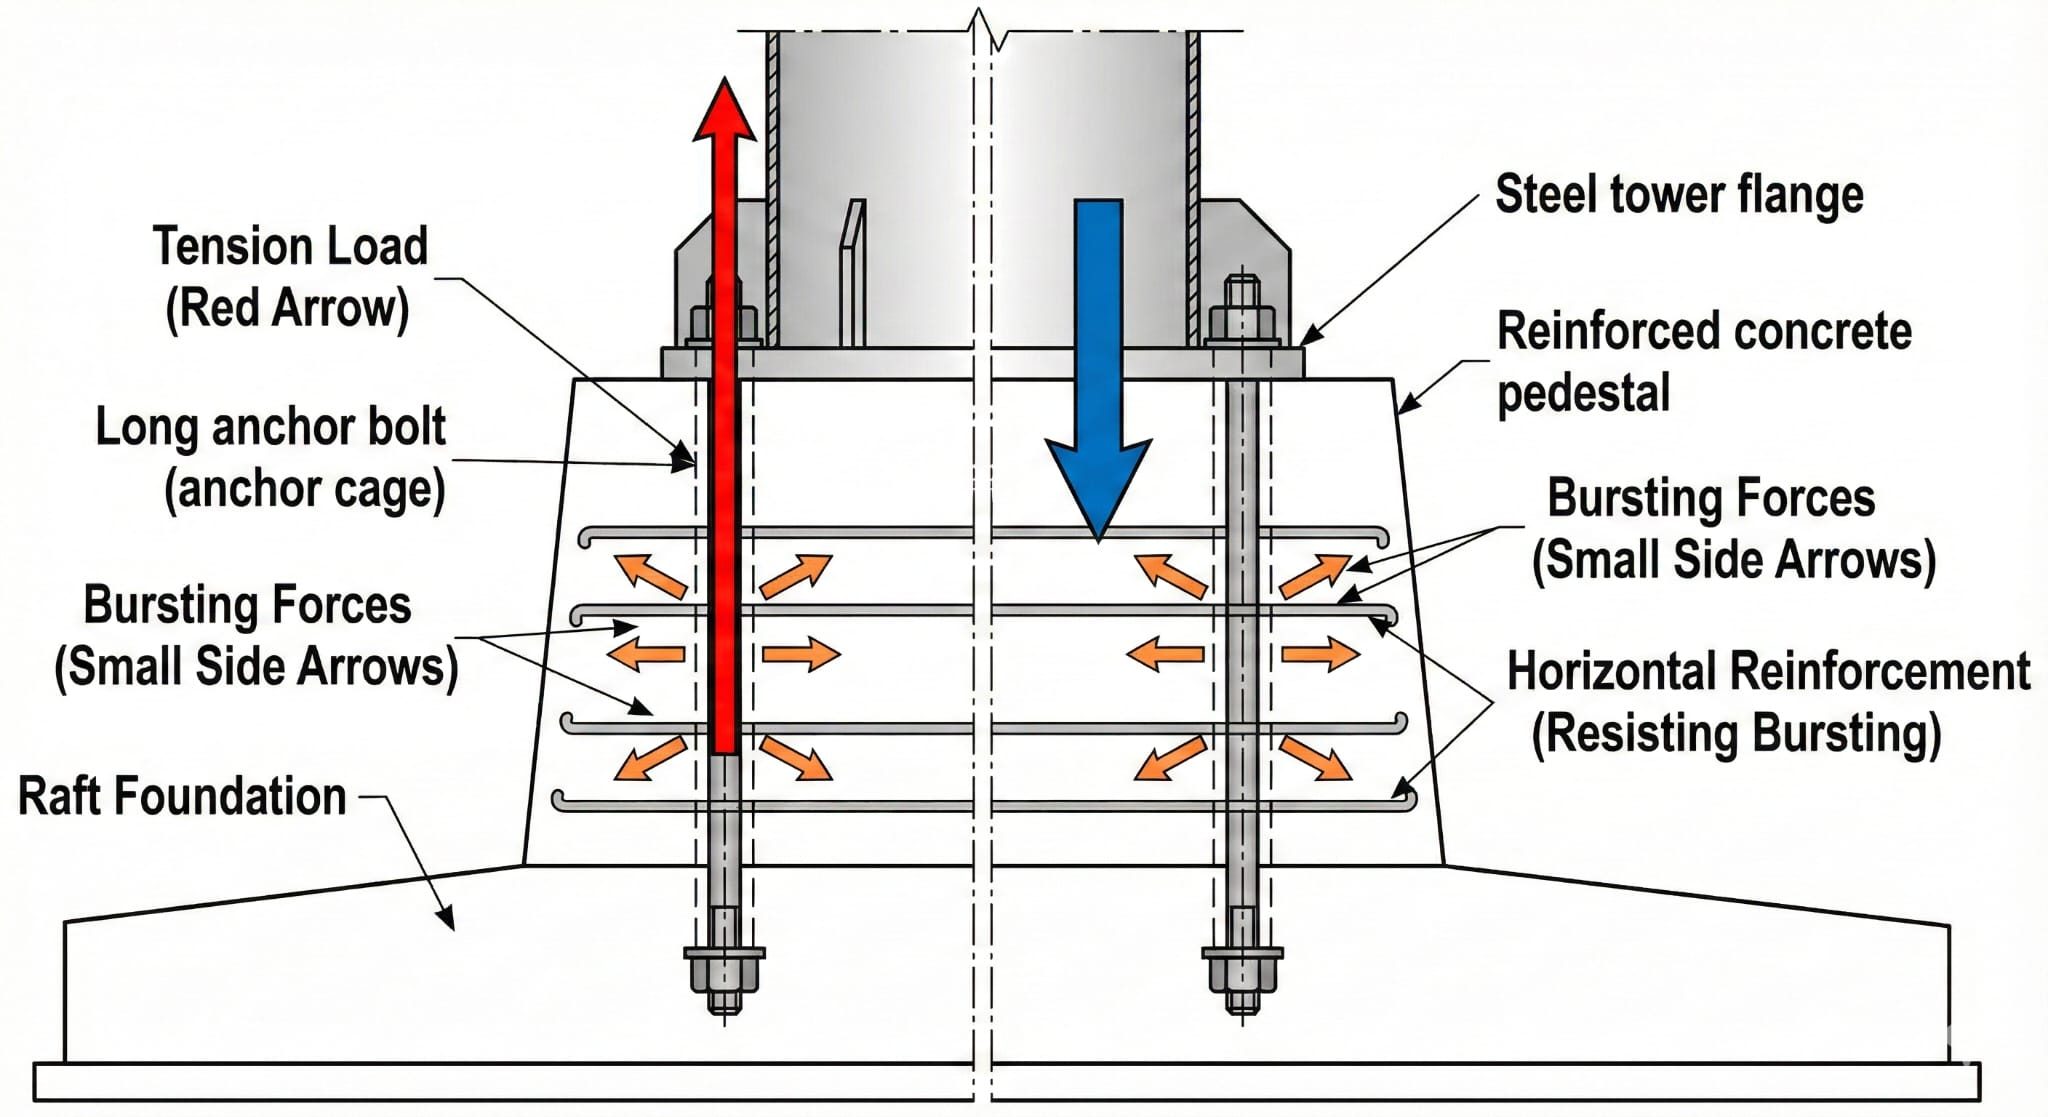 Tension Load
(Red Arrow)
Long anchor bolt
(anchor cage)
Bursting Forces
(Small Side Arrows)
Raft Foundation
Steel tower flange
Reinforced concrete
pedestal
Bursting Forces
(Small Side Arrows)
Horizontal Reinforcement
(Resisting Bursting)